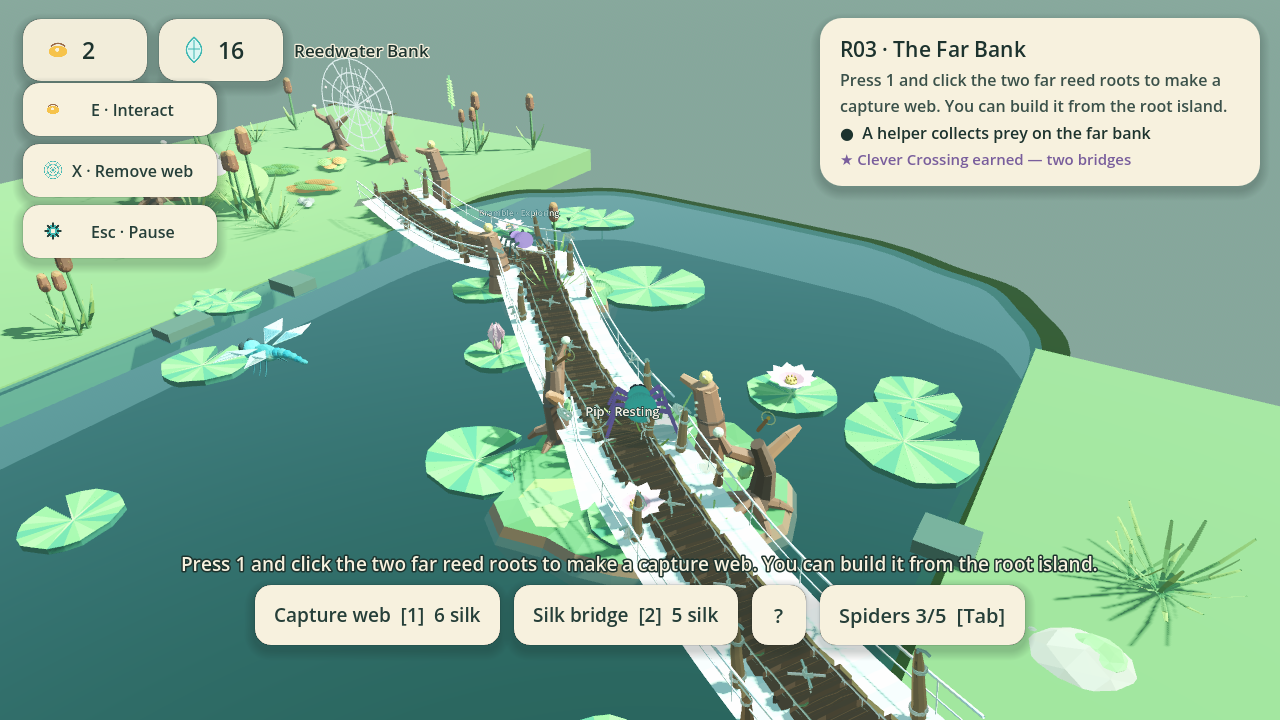 2
16
Reedwater Bank
E · Interact
X · Remove web
Esc · Pause
R03 · The Far Bank
Press 1 and click the two far reed roots to make a
capture web. You can build it from the root island.
● A helper collects prey on the far bank
★ Clever Crossing earned — two bridges
Pip · Resting
Press 1 and click the two far reed roots to make a capture web. You can build it from the root island.
Capture web [1] 6 silk
Silk bridge [2] 5 silk
?
Spiders 3/5 [Tab]